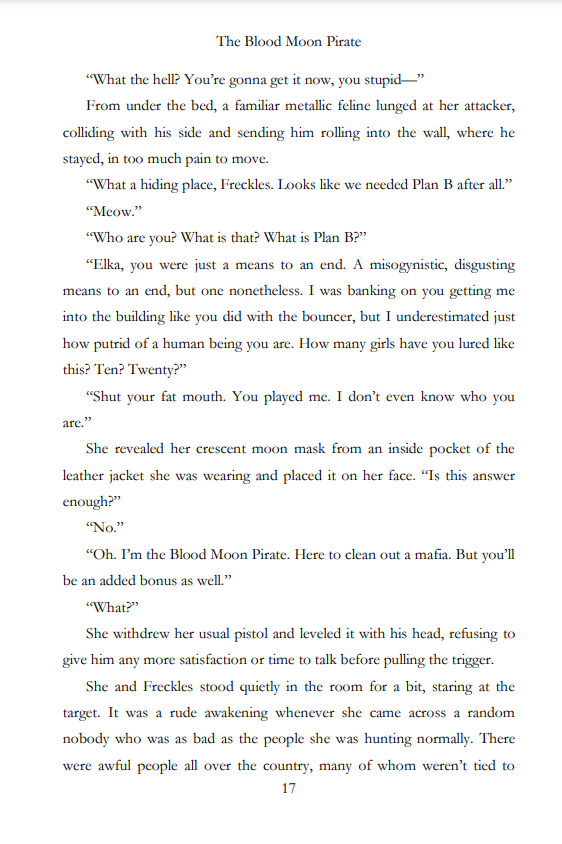 The Blood Moon Pirate
“What the hell? You’re gonna get it now, you stupid—”
From under the bed, a familiar metallic feline lunged at her attacker,
colliding with his side and sending him rolling into the wall, where he
stayed, in too much pain to move.
“What a hiding place, Freckles. Looks like we needed Plan B after all.”
“Meow.”
“Who are you? What is that? What is Plan B?”
“Elka, you were just a means to an end. A misogynistic, disgusting
means to an end, but one nonetheless. I was banking on you getting me
into the building like you did with the bouncer, but I underestimated just
how putrid of a human being you are. How many girls have you lured like
this? Ten? Twenty?”
“Shut your fat mouth. You played me. I don’t even know who you
are.”
She revealed her crescent moon mask from an inside pocket of the
leather jacket she was wearing and placed it on her face. “Is this answer
enough?”
“No.”
“Oh. I’m the Blood Moon Pirate. Here to clean out a mafia. But you’ll
be an added bonus as well.”
“What?”
She withdrew her usual pistol and leveled it with his head, refusing to
give him any more satisfaction or time to talk before pulling the trigger.
She and Freckles stood quietly in the room for a bit, staring at the
target. It was a rude awakening whenever she came across a random
nobody who was as bad as the people she was hunting normally. There
were awful people all over the country, many of whom weren’t tied to
17